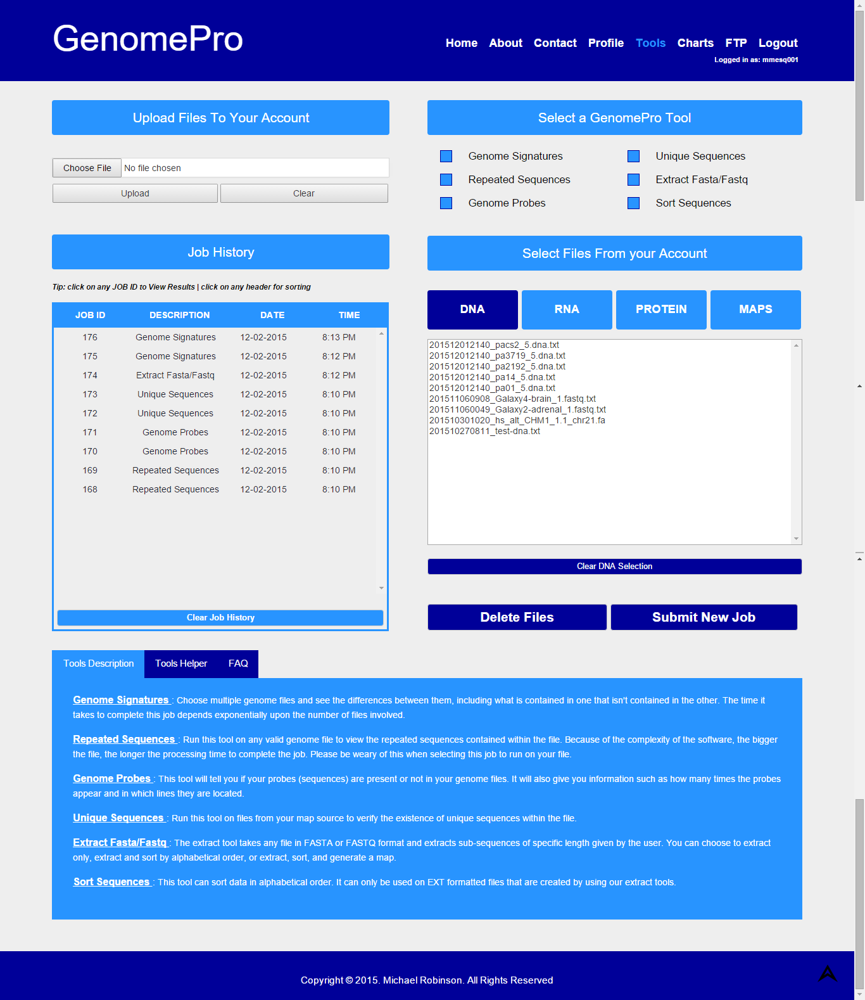 GenomePro
Home About Contact Profile Tools Charts FTP Logout
Logged in as: mmesq001
Upload Files To Your Account
Choose File No file chosen
Upload Clear
Job History
Tip: click on any JOB ID to View Results | click on any header for sorting
JOB ID DESCRIPTION DATE TIME
176 Genome Signatures 12-02-2015 8:13 PM
175 Genome Signatures 12-02-2015 8:12 PM
174 Extract Fasta/Fastq 12-02-2015 8:12 PM
173 Unique Sequences 12-02-2015 8:10 PM
172 Unique Sequences 12-02-2015 8:10 PM
171 Genome Probes 12-02-2015 8:10 PM
170 Genome Probes 12-02-2015 8:10 PM
169 Repeated Sequences 12-02-2015 8:10 PM
168 Repeated Sequences 12-02-2015 8:10 PM
Clear Job History
Select a GenomePro Tool
Genome Signatures Unique Sequences
Repeated Sequences Extract Fasta/Fastq
Genome Probes Sort Sequences
Select Files From your Account
DNA RNA PROTEIN MAPS
201512012140_pacs2_5.dna.txt
201512012140_pa3719_5.dna.txt
201512012140_pa2192_5.dna.txt
201512012140_pa14_5.dna.txt
201512012140_pa01_5.dna.txt
201511060908_Galaxy4-brain_1.fastq.txt
201511060049_Galaxy2-adrenal_1.fastq.txt
201510301020_hs_alt_CHM1_1.1_chr21.fa
201510270811_test-dna.txt
Clear DNA Selection
Delete Files Submit New Job
Tools Description Tools Helper FAQ
Genome Signatures : Choose multiple genome files and see the differences between them, including what is contained in one that isn't contained in the other. The time it
takes to complete this job depends exponentially upon the number of files involved.
Repeated Sequences : Run this tool on any valid genome file to view the repeated sequences contained within the file. Because of the complexity of the software, the bigger
the file, the longer the processing time to complete the job. Please be weary of this when selecting this job to run on your file.
Genome Probes : This tool will tell you if your probes (sequences) are present or not in your genome files. It will also give you information such as how many times the probes
appear and in which lines they are located.
Unique Sequences : Run this tool on files from your map source to verify the existence of unique sequences within the file.
Extract Fasta/Fastq : The extract tool takes any file in FASTA or FASTQ format and extracts sub-sequences of specific length given by the user. You can choose to extract
only, extract and sort by alphabetical order, or extract, sort, and generate a map.
Sort Sequences : This tool can sort data in alphabetical order. It can only be used on EXT formatted files that are created by using our extract tools.
Copyright © 2015. Michael Robinson. All Rights Reserved